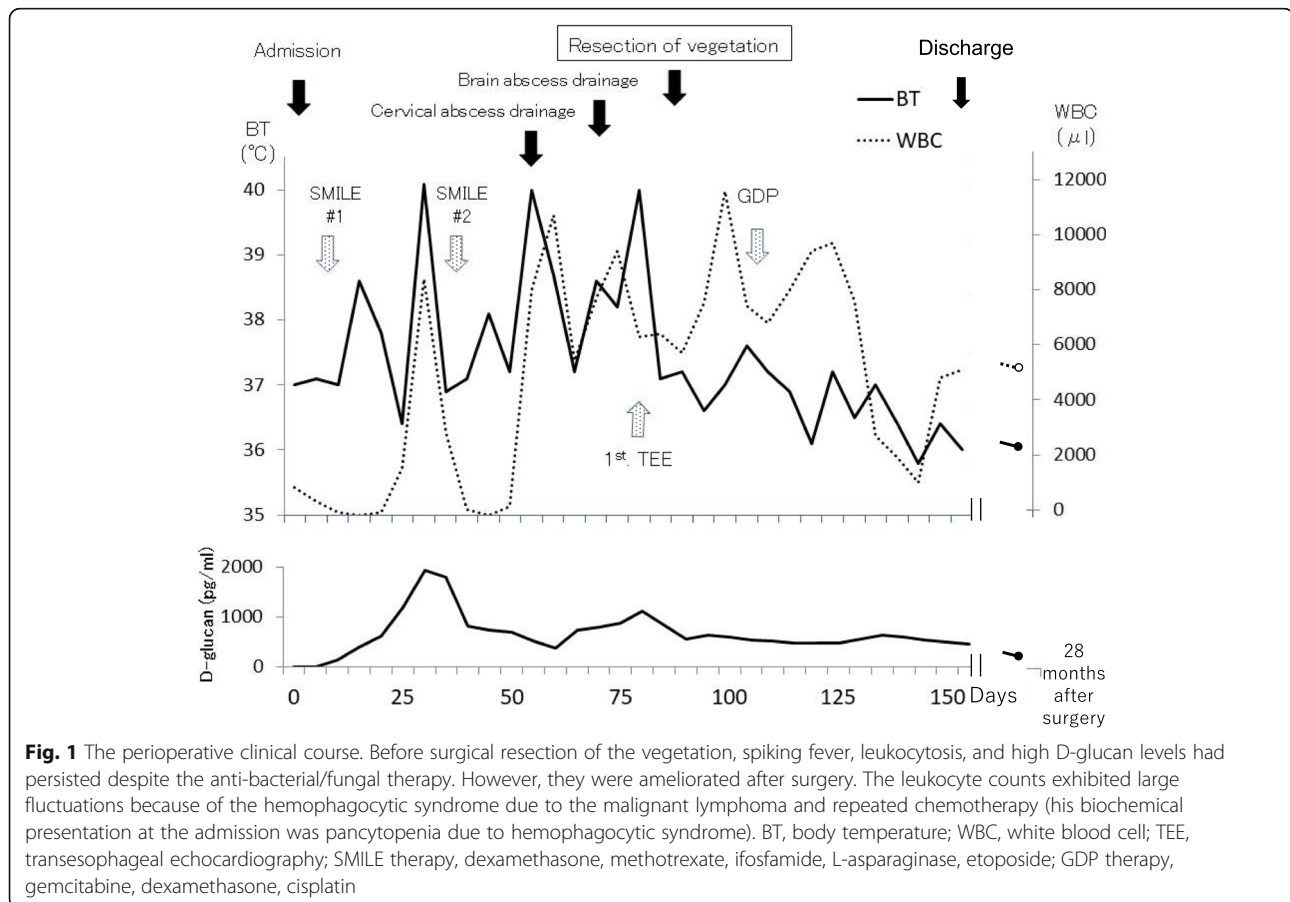 Admission
Resection of vegetation
Discharge
Brain abscess drainage
Cervical abscess drainage
BT
WBC
BT
(℃)
WBC
(μl)
SMILE
#1
SMILE
#2
GDP
1st. TEE
40
39
38
37
36
35
12000
10000
8000
6000
4000
2000
0
D-glucan (pg/ml)
2000
1000
0
0 25 50 75 100 125 150 Days
28
months
after
surgery
Fig. 1 The perioperative clinical course. Before surgical resection of the vegetation, spiking fever, leukocytosis, and high D-glucan levels had
persisted despite the anti-bacterial/fungal therapy. However, they were ameliorated after surgery. The leukocyte counts exhibited large
fluctuations because of the hemophagocytic syndrome due to the malignant lymphoma and repeated chemotherapy (his biochemical
presentation at the admission was pancytopenia due to hemophagocytic syndrome). BT, body temperature; WBC, white blood cell; TEE,
transesophageal echocardiography; SMILE therapy, dexamethasone, methotrexate, ifosfamide, L-asparaginase, etoposide; GDP therapy,
gemcitabine, dexamethasone, cisplatin